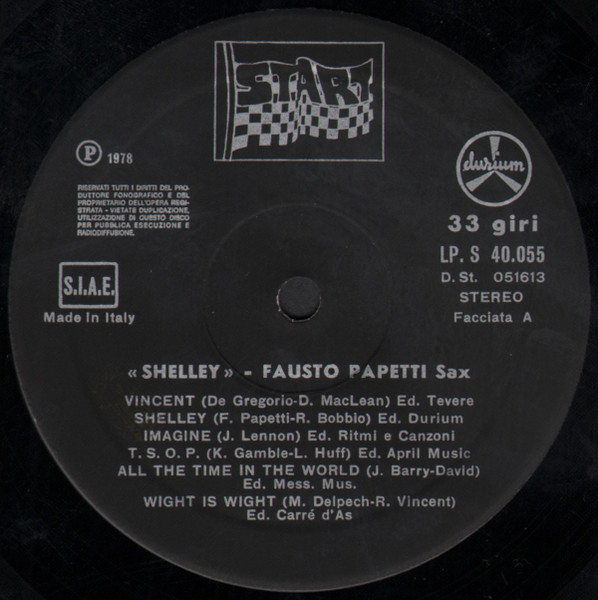 START
durium
P 1978
RISERVATI TUTTI I DIRITTI DEL PRO-
DUTTORE FONOGRAFICO E DEL
PROPRIETARIO DELL'OPERA REGI-
STRATA - VIETATE DUPLICAZIONE,
UTILIZZAZIONE DI QUESTO DISCO
PER PUBBLICA ESECUZIONE E
RADIODIFFUSIONE.
33 giri
LP. S 40.055
D. St. 051613
STEREO
Facciata A
S.I.A.E.
Made In Italy
« SHELLEY » - FAUSTO PAPETTI Sax
VINCENT (De Gregorio-D. MacLean) Ed. Tevere
SHELLEY (F. Papetti-R. Bobbio) Ed. Durium
IMAGINE (J. Lennon) Ed. Ritmi e Canzoni
T. S. O. P. (K. Gamble-L. Huff) Ed. April Music
ALL THE TIME IN THE WORLD (J. Barry-David)
Ed. Mess. Mus.
WIGHT IS WIGHT (M. Delpech-R. Vincent)
Ed. Carré d'As